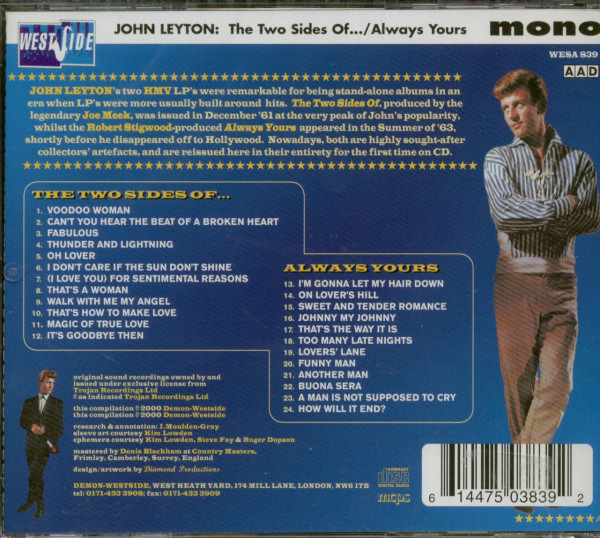 WESTSIDE
JOHN LEYTON: The Two Sides Of.../Always Yours
mono
WESA 839
AAD
JOHN LEYTON's two HMV LP's were remarkable for being stand-alone albums in an
era when LP's were more usually built around hits. The Two Sides Of, produced by the
legendary Joe Meek, was issued in December '61 at the very peak of John's popularity,
whilst the Robert Stigwood-produced Always Yours appeared in the Summer of '63,
shortly before he disappeared off to Hollywood. Nowadays, both are highly sought-after
collectors' artefacts, and are reissued here in their entirety for the first time on CD.
THE TWO SIDES OF...
1. VOODOO WOMAN
2. CAN'T YOU HEAR THE BEAT OF A BROKEN HEART
3. FABULOUS
4. THUNDER AND LIGHTNING
5. OH LOVER
6. I DON'T CARE IF THE SUN DON'T SHINE
7. (I LOVE YOU) FOR SENTIMENTAL REASONS
8. THAT'S A WOMAN
9. WALK WITH ME MY ANGEL
10. THAT'S HOW TO MAKE LOVE
11. MAGIC OF TRUE LOVE
12. IT'S GOODBYE THEN
ALWAYS YOURS
13. I'M GONNA LET MY HAIR DOWN
14. ON LOVER'S HILL
15. SWEET AND TENDER ROMANCE
16. JOHNNY MY JOHNNY
17. THAT'S THE WAY IT IS
18. TOO MANY LATE NIGHTS
19. LOVERS' LANE
20. FUNNY MAN
21. ANOTHER MAN
22. BUONA SERA
23. A MAN IS NOT SUPPOSED TO CRY
24. HOW WILL IT END?
original sound recordings owned by and
issued under exclusive license from
Trojan Recordings Ltd
℗ as indicated Trojan Recordings Ltd
this compilation ℗ 2000 Demon-Westside
this compilation © 2000 Demon-Westside
research & annotation: I.Moulden-Gray
sleeve art courtesy Kim Lowden
ephemera courtesy Kim Lowden, Steve Fay & Roger Dopson
mastered by Denis Blackham at Country Masters,
Frimley, Camberley, Surrey, England
design/artwork by Diamond Productions
DEMON-WESTSIDE, WEST HEATH YARD, 174 MILL LANE, LONDON, NW6 1TB
tel: 0171-433 3908; fax: 0171-433 3909
COMPACT
disc
DIGITAL AUDIO
mcps
6 14475 03839 2